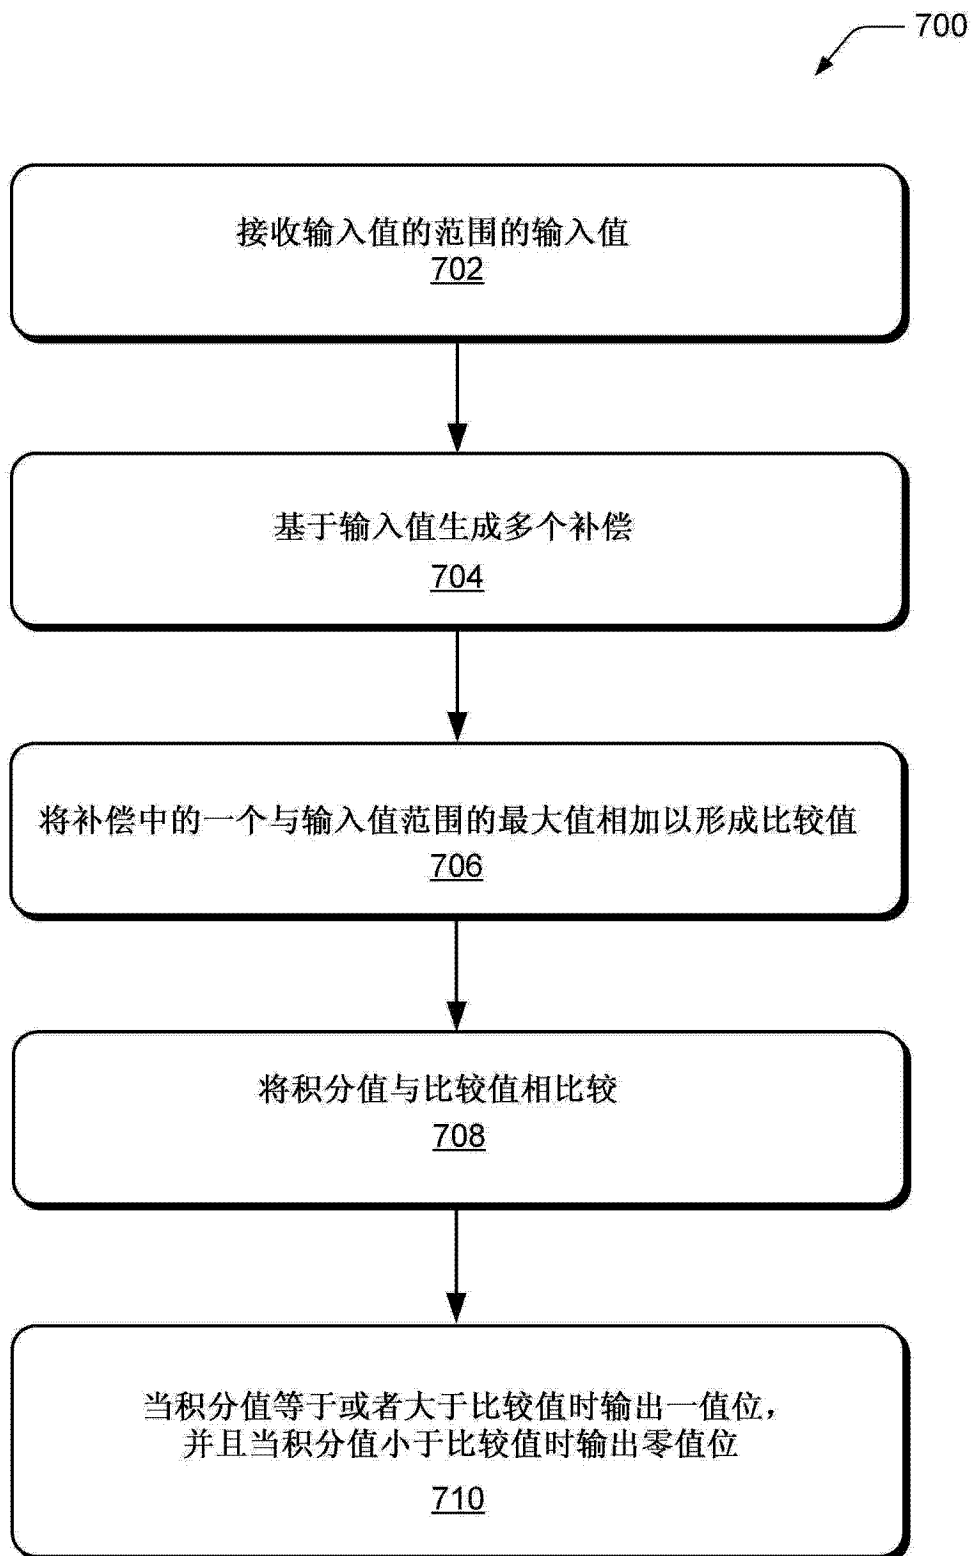 700
接收输入值的范围的输入值
702
基于输入值生成多个补偿
704
将补偿中的一个与输入值范围的最大值相加以形成比较值
706
将积分值与比较值相比较
708
当积分值等于或者大于比较值时输出一值位,
并且当积分值小于比较值时输出零值位
710